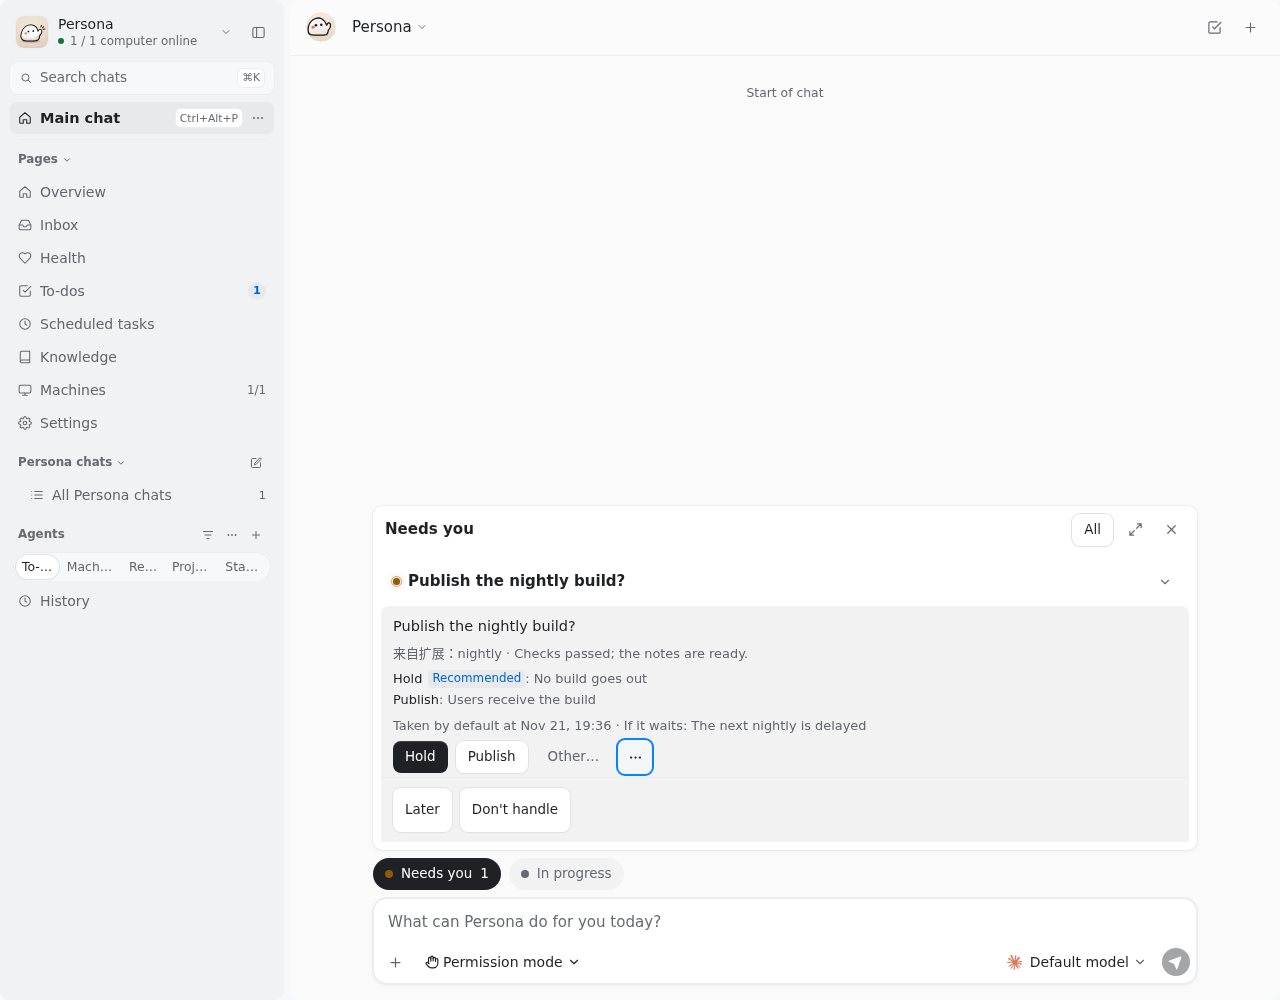 Persona
1 / 1 computer online
Search chats ⌘K
Main chat Ctrl+Alt+P
Pages
Overview
Inbox
Health
To-dos 1
Scheduled tasks
Knowledge
Machines 1/1
Settings
Persona chats
All Persona chats 1
Agents
To-... Mach... Re... Proj... Sta...
History
Persona
Start of chat
Needs you All
Publish the nightly build?
Publish the nightly build?
来自扩展：nightly · Checks passed; the notes are ready.
Hold Recommended: No build goes out
Publish: Users receive the build
Taken by default at Nov 21, 19:36 · If it waits: The next nightly is delayed
Hold Publish Other... ...
Later Don't handle
Needs you 1 In progress
What can Persona do for you today?
Permission mode Default model